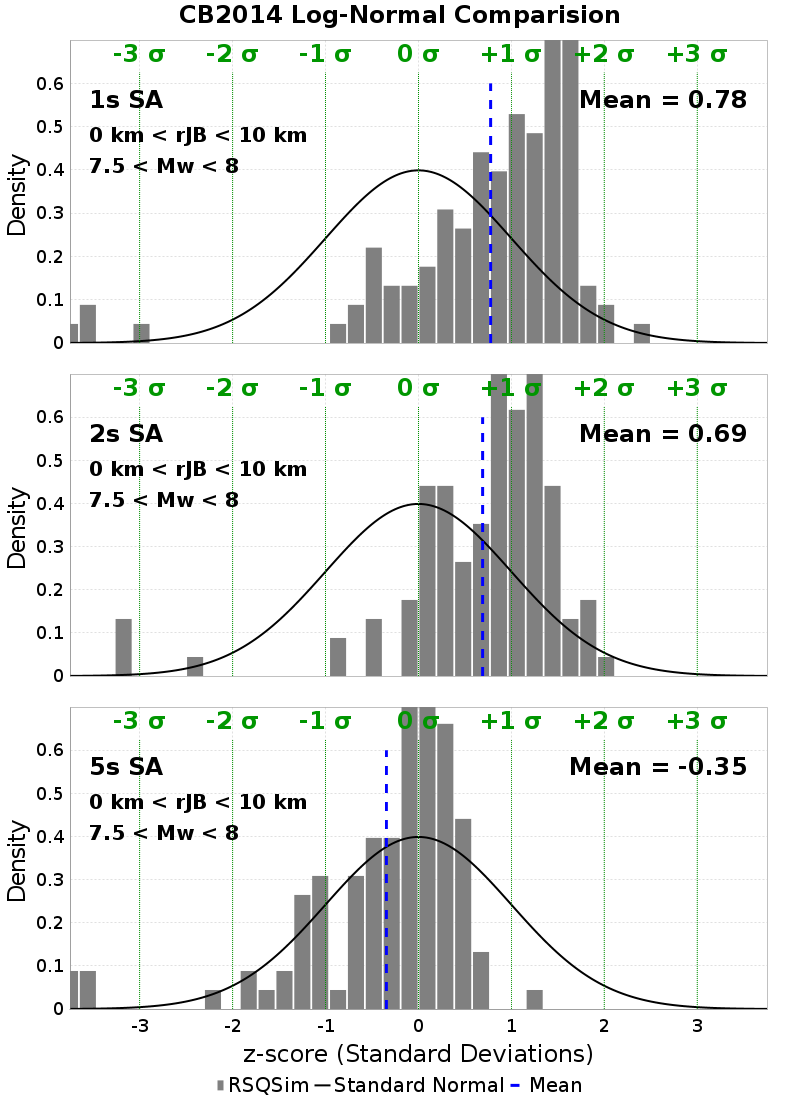 CB2014 Log-Normal Comparision
-3 σ -2 σ -1 σ 0 σ +1 σ +2 σ +3 σ
0.6
1s SA
Mean = 0.78
0.5
0 km < rJB < 10 km
7.5 < Mw < 8
0.4
0.3
0.2
0.1
0
Density
-3 σ -2 σ -1 σ 0 σ +1 σ +2 σ +3 σ
0.6
2s SA
Mean = 0.69
0.5
0 km < rJB < 10 km
7.5 < Mw < 8
0.4
0.3
0.2
0.1
0
Density
-3 σ -2 σ -1 σ 0 σ +1 σ +2 σ +3 σ
0.6
5s SA
Mean = -0.35
0.5
0 km < rJB < 10 km
7.5 < Mw < 8
0.4
0.3
0.2
0.1
0
Density
-3 -2 -1 0 1 2 3
z-score (Standard Deviations)
RSQSim Standard Normal Mean